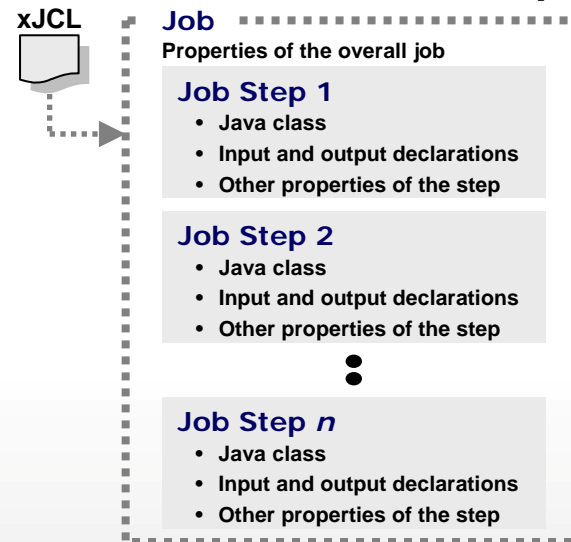 xJCL
Job
Properties of the overall job
Job Step 1
• Java class
• Input and output declarations
• Other properties of the step
Job Step 2
• Java class
• Input and output declarations
• Other properties of the step
Job Step n
• Java class
• Input and output declarations
• Other properties of the step